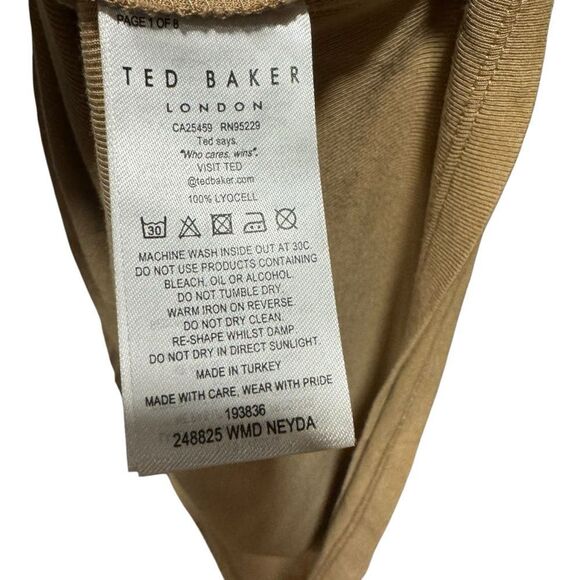 PAGE 1 OF 8
TED BAKER
LONDON
CA25459 RN95229
Ted says,
"Who cares, wins".
VISIT TED
@tedbaker.com
100% LYOCELL
30
MACHINE WASH INSIDE OUT AT 30C
DO NOT USE PRODUCTS CONTAINING
BLEACH, OIL OR ALCOHOL.
DO NOT TUMBLE DRY.
WARM IRON ON REVERSE.
DO NOT DRY CLEAN.
RE-SHAPE WHILST DAMP.
DO NOT DRY IN DIRECT SUNLIGHT.
MADE IN TURKEY
MADE WITH CARE, WEAR WITH PRIDE
193836
248825 WMD NEYDA